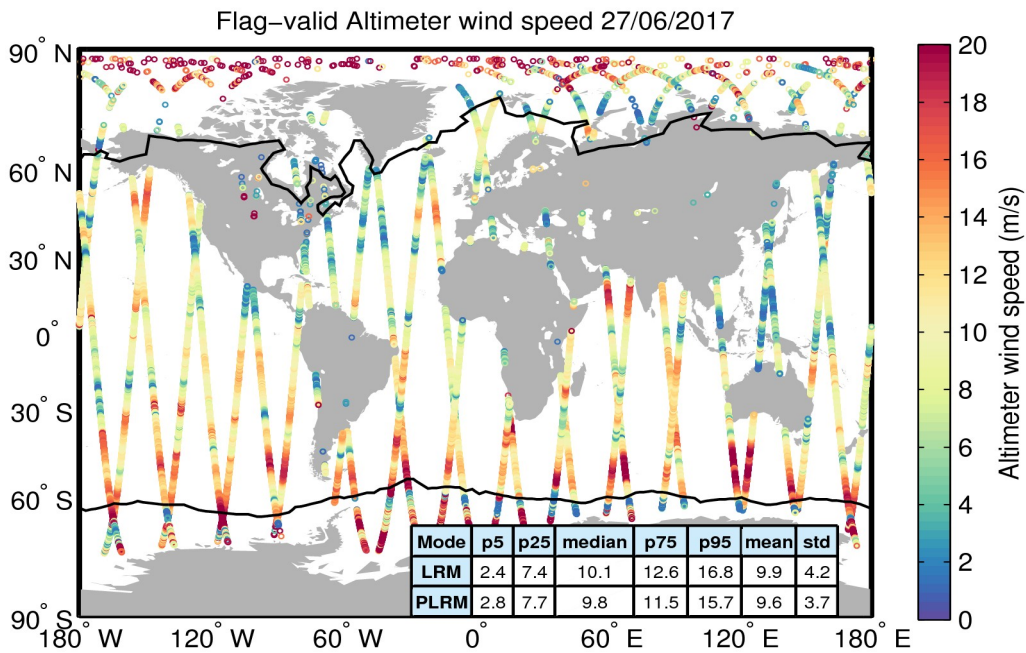 Flag−valid Altimeter wind speed 27/06/2017
90° N
60° N
30° N
0°
30° S
60° S
90° S
180° W
120° W
60° W
0°
60° E
120° E
180° E
Mode p5 p25 median p75 p95 mean std
LRM 2.4 7.4 10.1 12.6 16.8 9.9 4.2
PLRM 2.8 7.7 9.8 11.5 15.7 9.6 3.7
20
18
16
14
12
10
8
6
4
2
0
Altimeter wind speed (m/s)